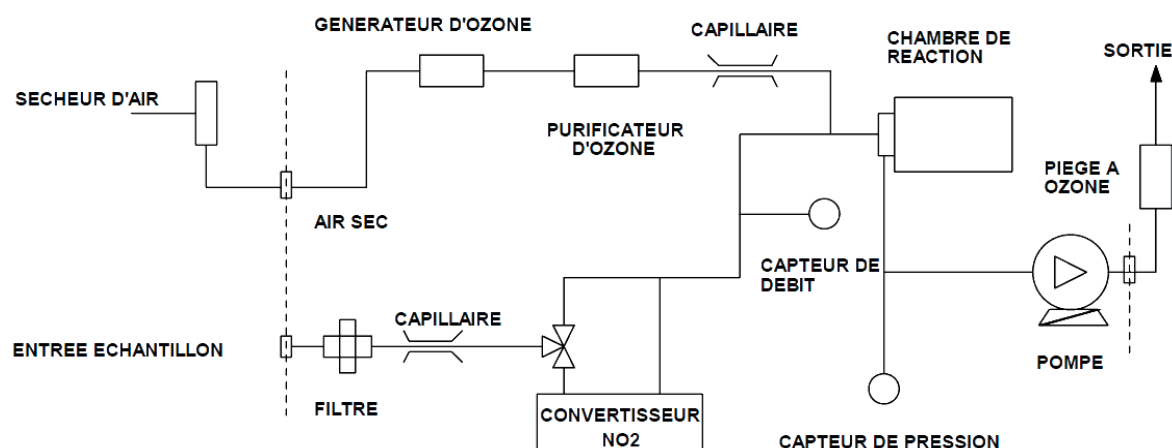 GÉNERATEUR D'OZONE
CAPILLAIRE
CHAMBRE DE
REACTION
SORTIE
SECHEUR D'AIR
PURIFICATEUR
D'OZONE
PIEGE A
OZONE
AIR SEC
CAPTEUR DE
DEBIT
CAPILLAIRE
ENTREE ECHANTILLON
POMPE
FILTRE
CONVERTISSEUR
NO2
CAPTEUR DE PRESSION